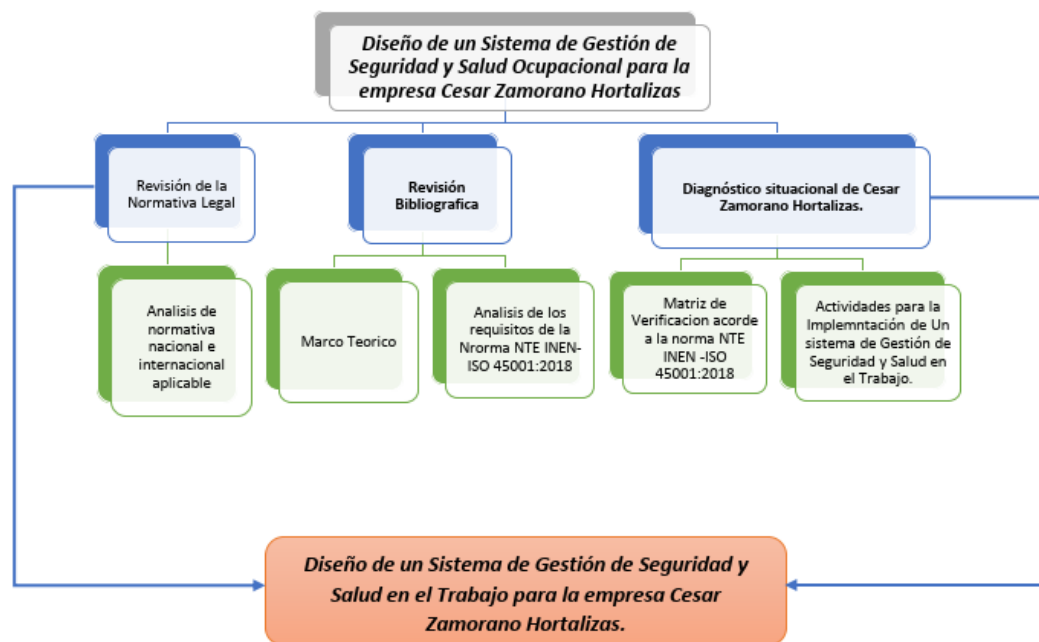 Diseño de un Sistema de Gestión de
Seguridad y Salud Ocupacional para la
empresa Cesar Zamorano Hortalizas
Revisión de la
Normativa Legal
Revisión
Bibliografica
Diagnóstico situacional de Cesar
Zamorano Hortalizas.
Analisis de
normativa
nacional e
internacional
aplicable
Marco Teorico
Analisis de los
requisitos de la
Nrorma NTE INEN-
ISO 45001:2018
Matriz de
Verificacion acorde
a la norma NTE
INEN -ISO
45001:2018
Actividades para la
Implemntación de Un
sistema de Gestión de
Seguridad y Salud en
el Trabajo.
Diseño de un Sistema de Gestión de Seguridad y
Salud en el Trabajo para la empresa Cesar
Zamorano Hortalizas.